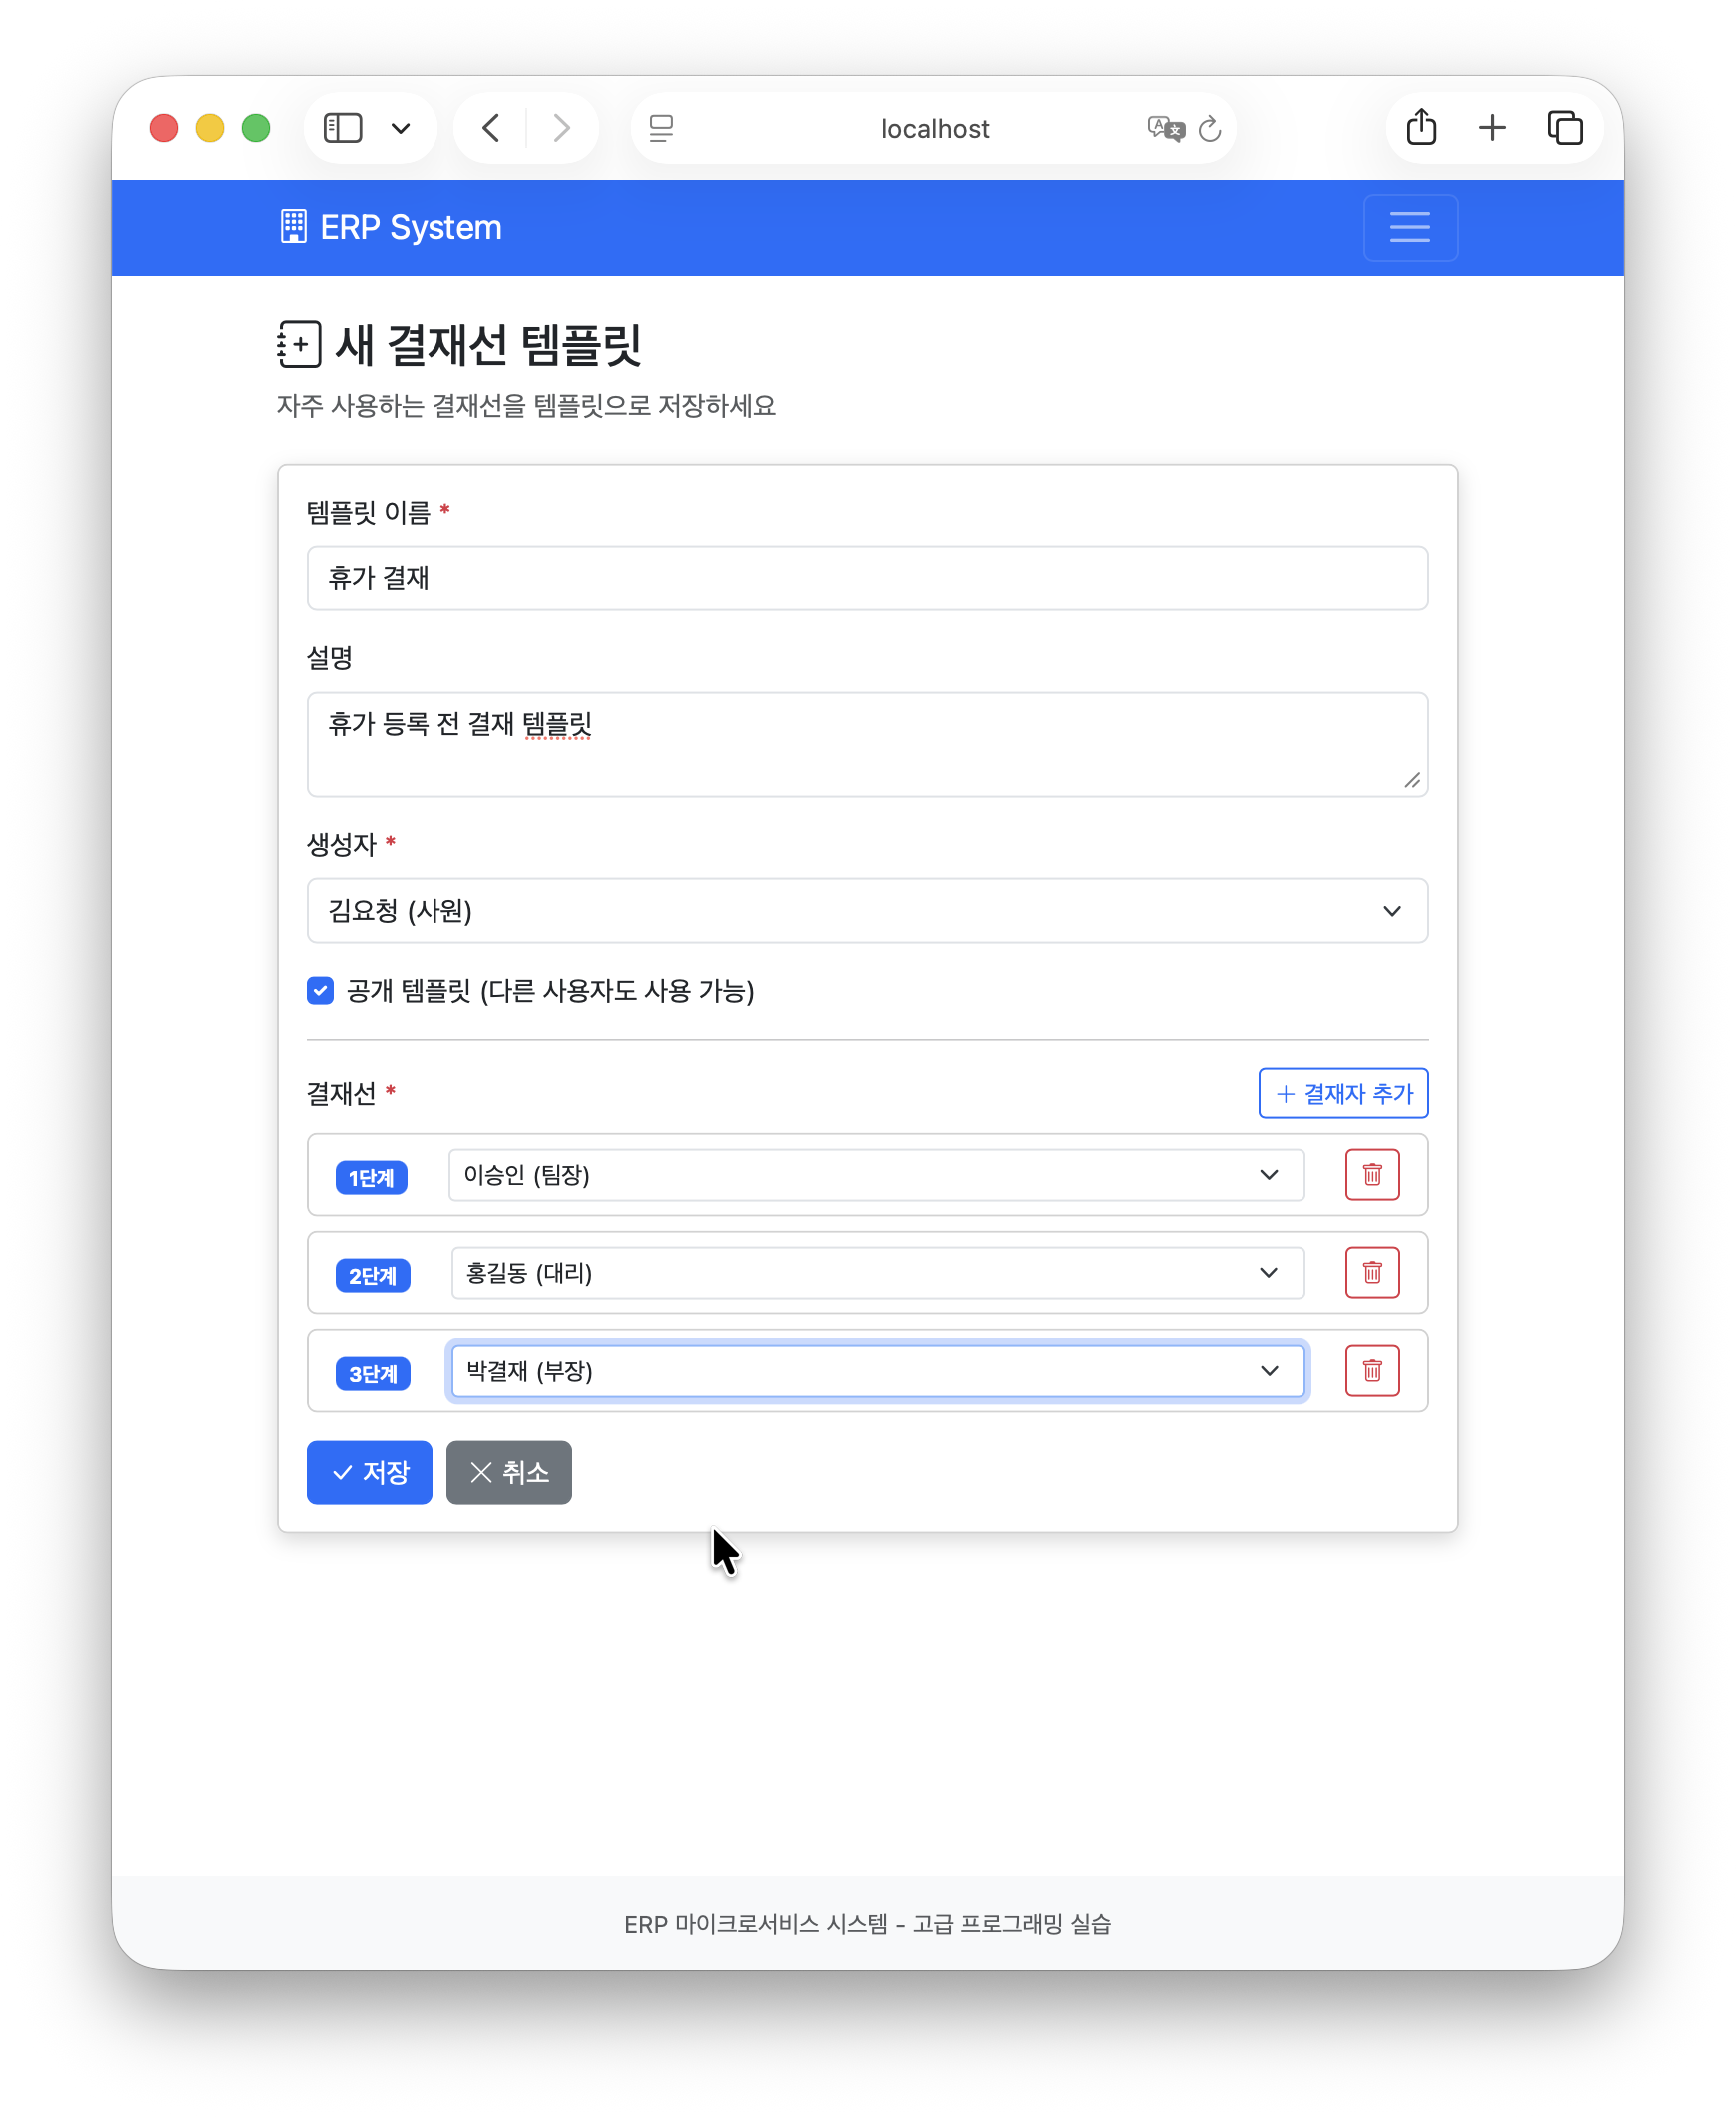 localhost
ERP System
새 결재선 템플릿
자주 사용하는 결재선을 템플릿으로 저장하세요
템플릿 이름 *
휴가 결재
설명
휴가 등록 전 결재 템플릿
생성자 *
김요청 (사원)
공개 템플릿 (다른 사용자도 사용 가능)
결재선 *
+ 결재자 추가
1단계 이승인 (팀장)
2단계 홍길동 (대리)
3단계 박결재 (부장)
저장 취소
ERP 마이크로서비스 시스템 - 고급 프로그래밍 실습